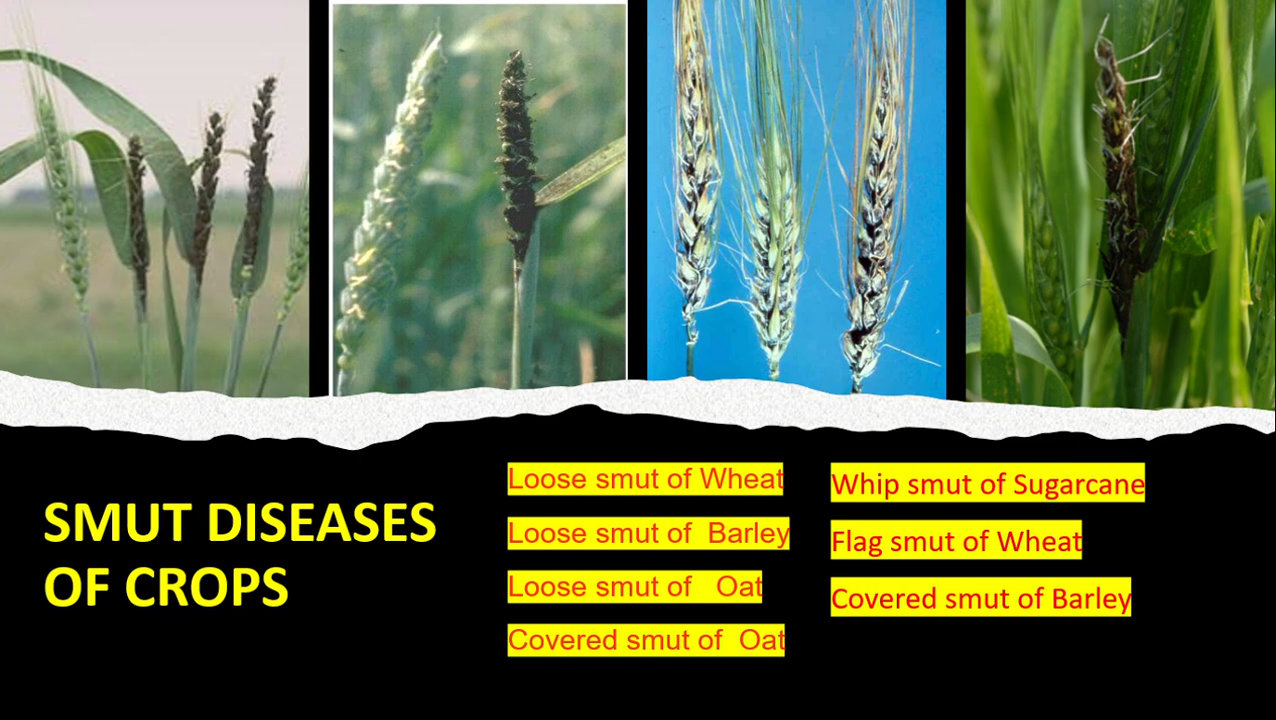 SMUT DISEASES
OF CROPS
Loose smut of Wheat
Loose smut of  Barley
Loose smut of   Oat
Covered smut of  Oat
Whip smut of Sugarcane
Flag smut of Wheat
Covered smut of Barley